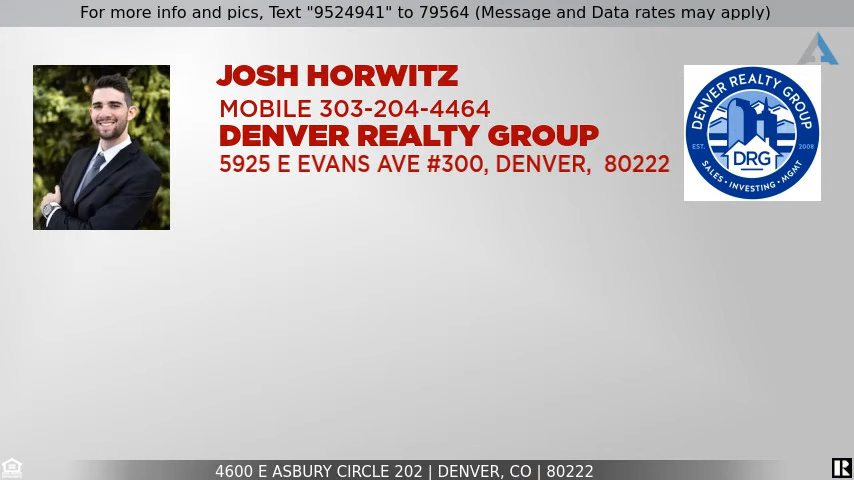 For more info and pics, Text "9524941" to 79564 (Message and Data rates may apply)
JOSH HORWITZ
MOBILE 303-204-4464
DENVER REALTY GROUP
5925 E EVANS AVE #300, DENVER, 80222
DENVER REALTY GROUP
EST. 2008
DRG
SALES • INVESTING • MGMT
4600 E ASBURY CIRCLE 202 | DENVER, CO | 80222